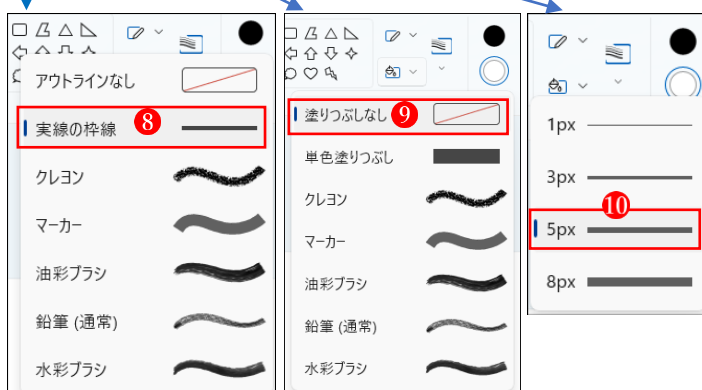 アウトラインなし
実線の枠線
8
クレヨン
マーカー
油彩ブラシ
鉛筆 (通常)
水彩ブラシ
塗りつぶしなし
9
単色塗りつぶし
クレヨン
マーカー
油彩ブラシ
鉛筆 (通常)
水彩ブラシ
1px
3px
10
5px
8px